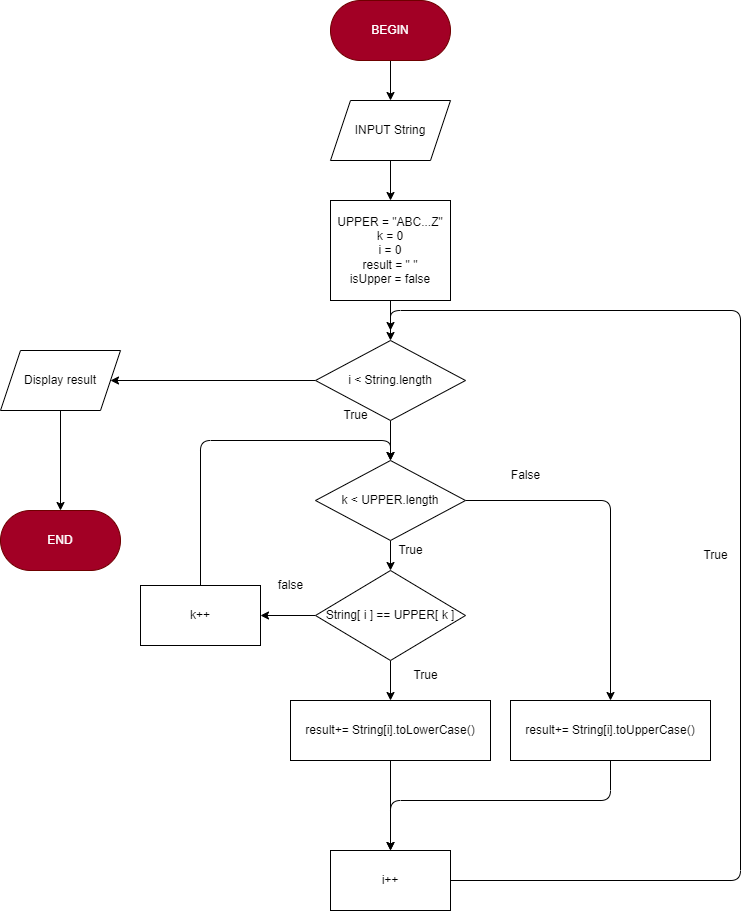 BEGIN
INPUT String
UPPER = "ABC...Z"
k = 0
i = 0
result = " "
isUpper = false
i < String.length
Display result
True
k < UPPER.length
False
END
True
True
false
k++
String[ i ] == UPPER[ k ]
True
result+= String[i].toLowerCase()
result+= String[i].toUpperCase()
i++